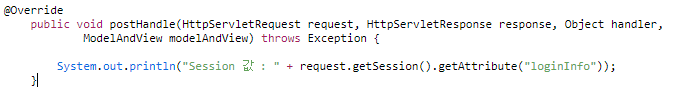 @Override
public void postHandle(HttpServletRequest request, HttpServletResponse response, Object handler,
ModelAndView modelAndView) throws Exception {
System.out.println("Session 값 : " + request.getSession().getAttribute("loginInfo"));
}